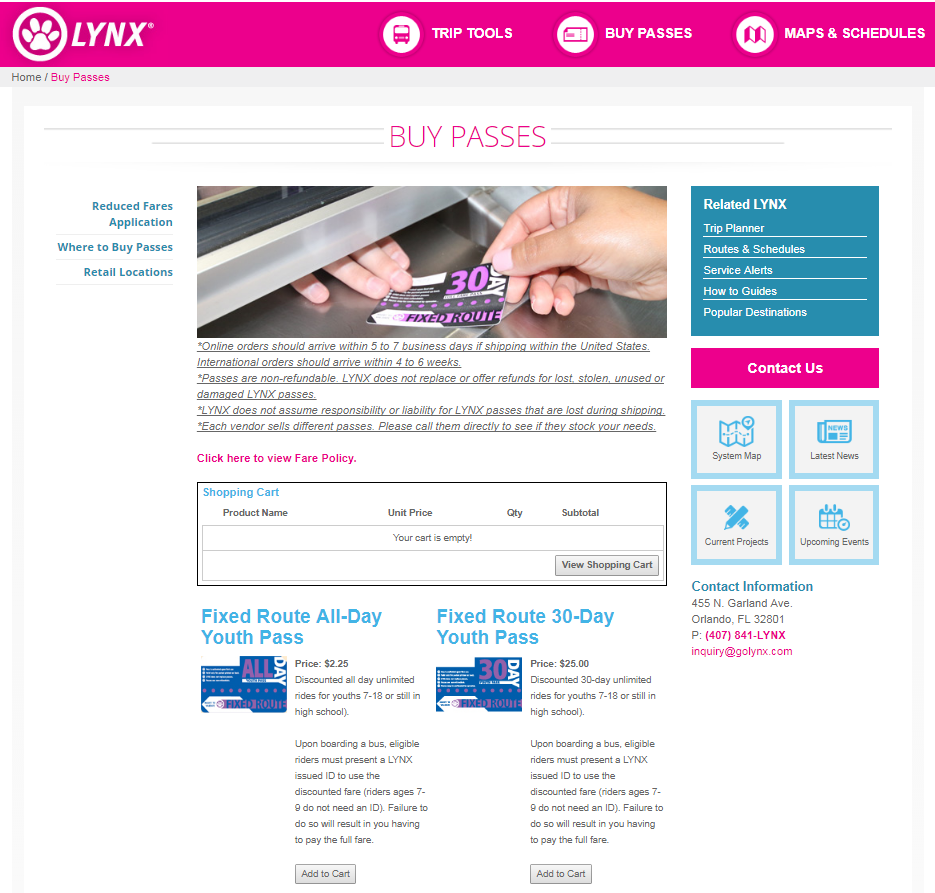 LYNX®
TRIP TOOLS
BUY PASSES
MAPS & SCHEDULES
Home / Buy Passes
BUY PASSES
Reduced Fares
Application
Where to Buy Passes
Retail Locations
30 DAY
FIXED ROUTE
*Online orders should arrive within 5 to 7 business days if shipping within the United States.
International orders should arrive within 4 to 6 weeks.
*Passes are non-refundable. LYNX does not replace or offer refunds for lost, stolen, unused or
damaged LYNX passes.
*LYNX does not assume responsibility or liability for LYNX passes that are lost during shipping.
*Each vendor sells different passes. Please call them directly to see if they stock your needs.
Click here to view Fare Policy.
Shopping Cart
Product Name Unit Price Qty Subtotal
Your cart is empty!
View Shopping Cart
Fixed Route All-Day
Youth Pass
ALL DAY
YOUTH PASS
FIXED ROUTE
Price: $2.25
Discounted all day unlimited
rides for youths 7-18 or still in
high school).
Upon boarding a bus, eligible
riders must present a LYNX
issued ID to use the
discounted fare (riders ages 7-
9 do not need an ID). Failure to
do so will result in you having
to pay the full fare.
Add to Cart
Fixed Route 30-Day
Youth Pass
30 DAY
YOUTH PASS
FIXED ROUTE
Price: $25.00
Discounted 30-day unlimited
rides for youths 7-18 or still in
high school).
Upon boarding a bus, eligible
riders must present a LYNX
issued ID to use the
discounted fare (riders ages 7-
9 do not need an ID). Failure to
do so will result in you having
to pay the full fare.
Add to Cart
Related LYNX
Trip Planner
Routes & Schedules
Service Alerts
How to Guides
Popular Destinations
Contact Us
System Map
NEWS
Latest News
Current Projects
Upcoming Events
Contact Information
455 N. Garland Ave.
Orlando, FL 32801
P: (407) 841-LYNX
inquiry@golynx.com